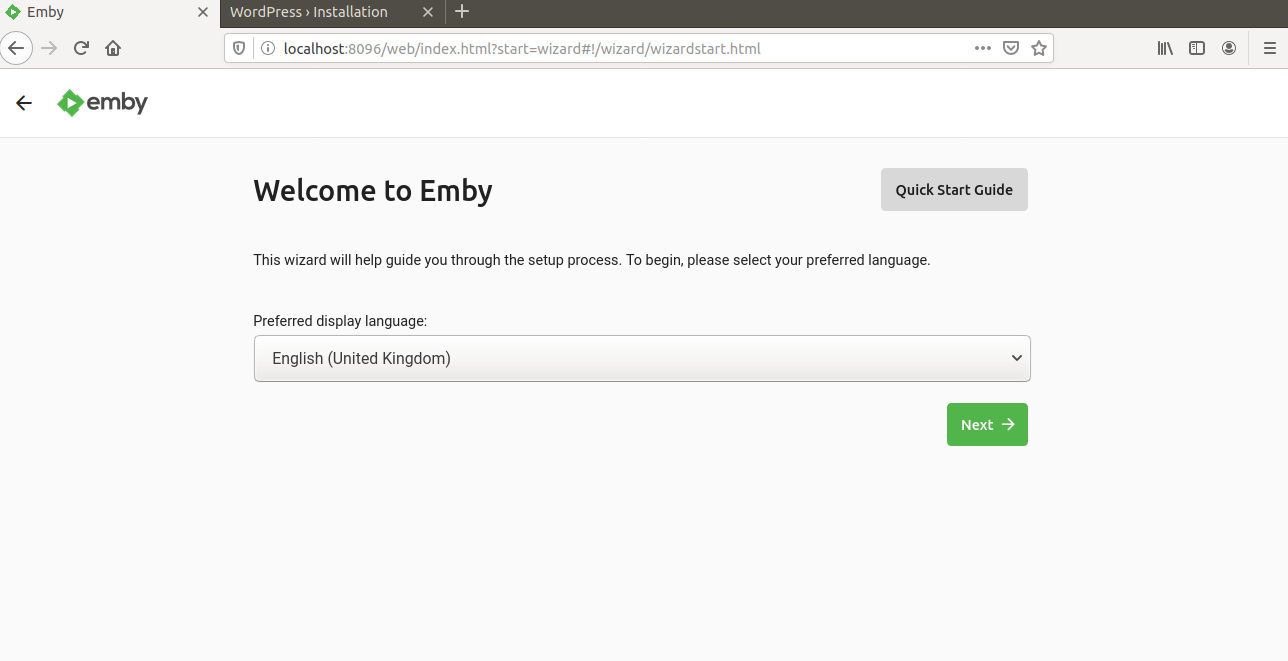 Emby
WordPress › Installation
localhost:8096/web/index.html?start=wizard#!/wizard/wizardstart.html
emby
Welcome to Emby
Quick Start Guide
This wizard will help guide you through the setup process. To begin, please select your preferred language.
Preferred display language:
English (United Kingdom)
Next